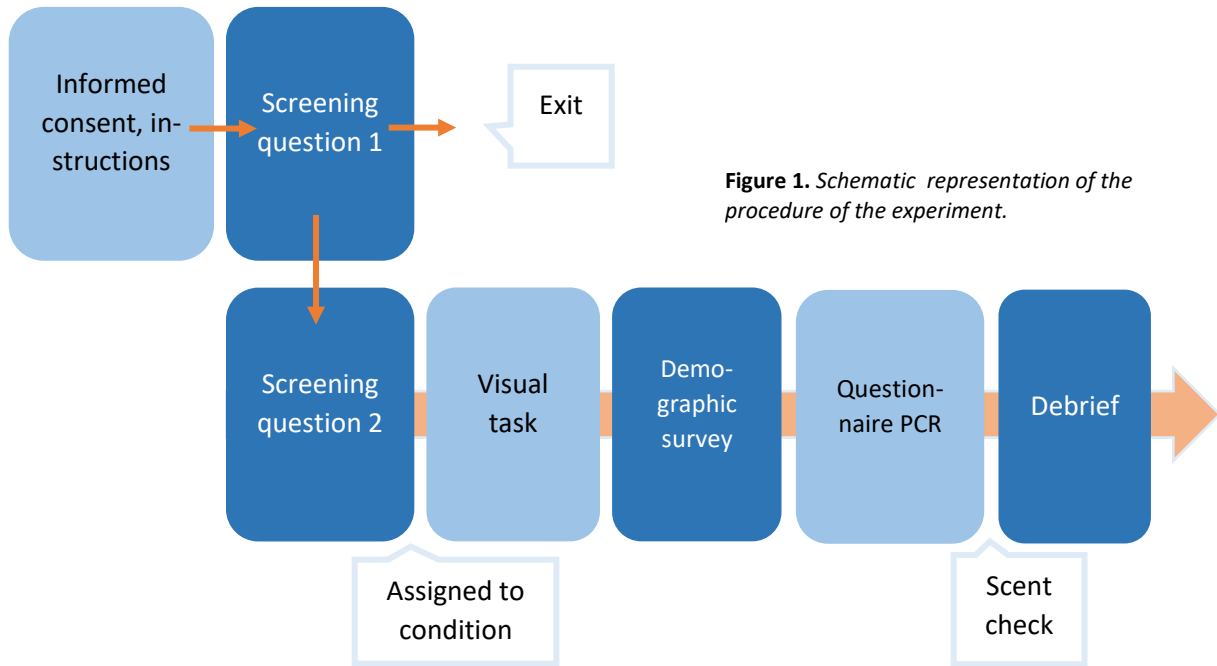 Informed
consent, in-
structions
Screening
question 1
Exit
Figure 1. Schematic representation of the
procedure of the experiment.
Screening
question 2
Visual
task
Demo-
graphic
survey
Question-
naire PCR
Debrief
Assigned to
condition
Scent
check